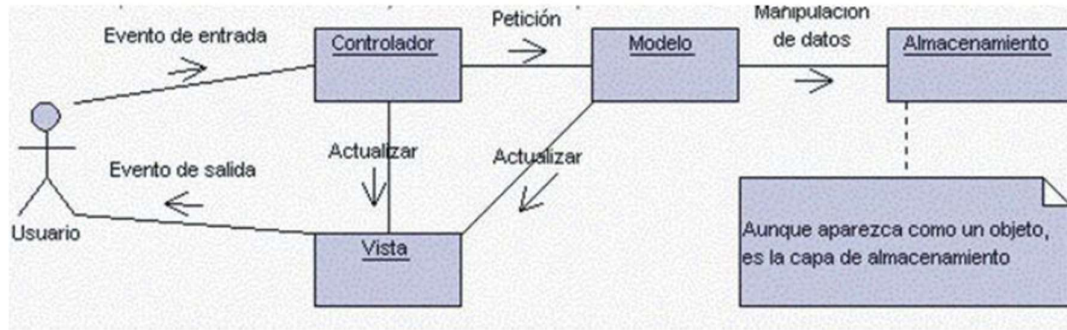 Evento de entrada
Controlador
Petición
Modelo
Manipulación
de datos
Almacenamiento
Actualizar
Actualizar
Evento de salida
Usuario
Vista
Aunque aparezca como un objeto,
es la capa de almacenamiento